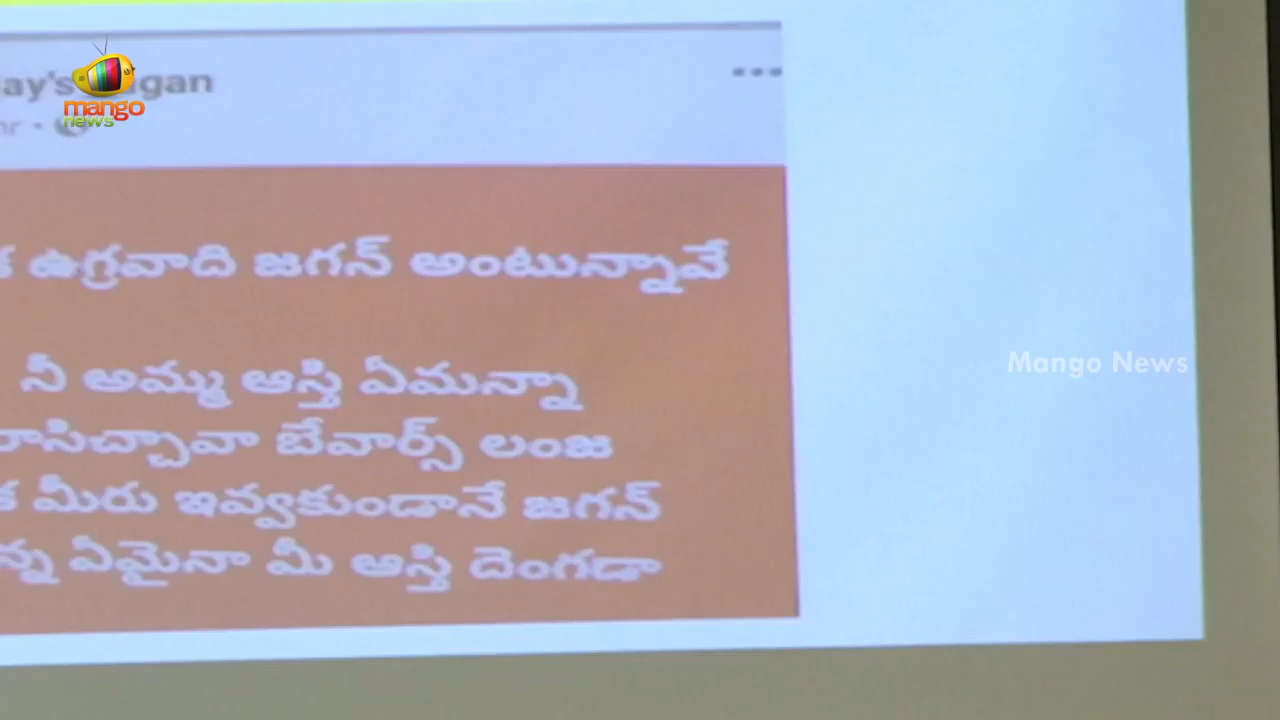 mango
news
ఉగ్రవాది జగన్ అంటున్నావే
నీ అమ్మ ఆస్తి ఏమన్నా
రాసిచ్చావా బేవార్స్ లంజ
మీరు ఇవ్వకుండానే జగన్
ఏమైనా మీ ఆస్తి దెంగడా
Mango News